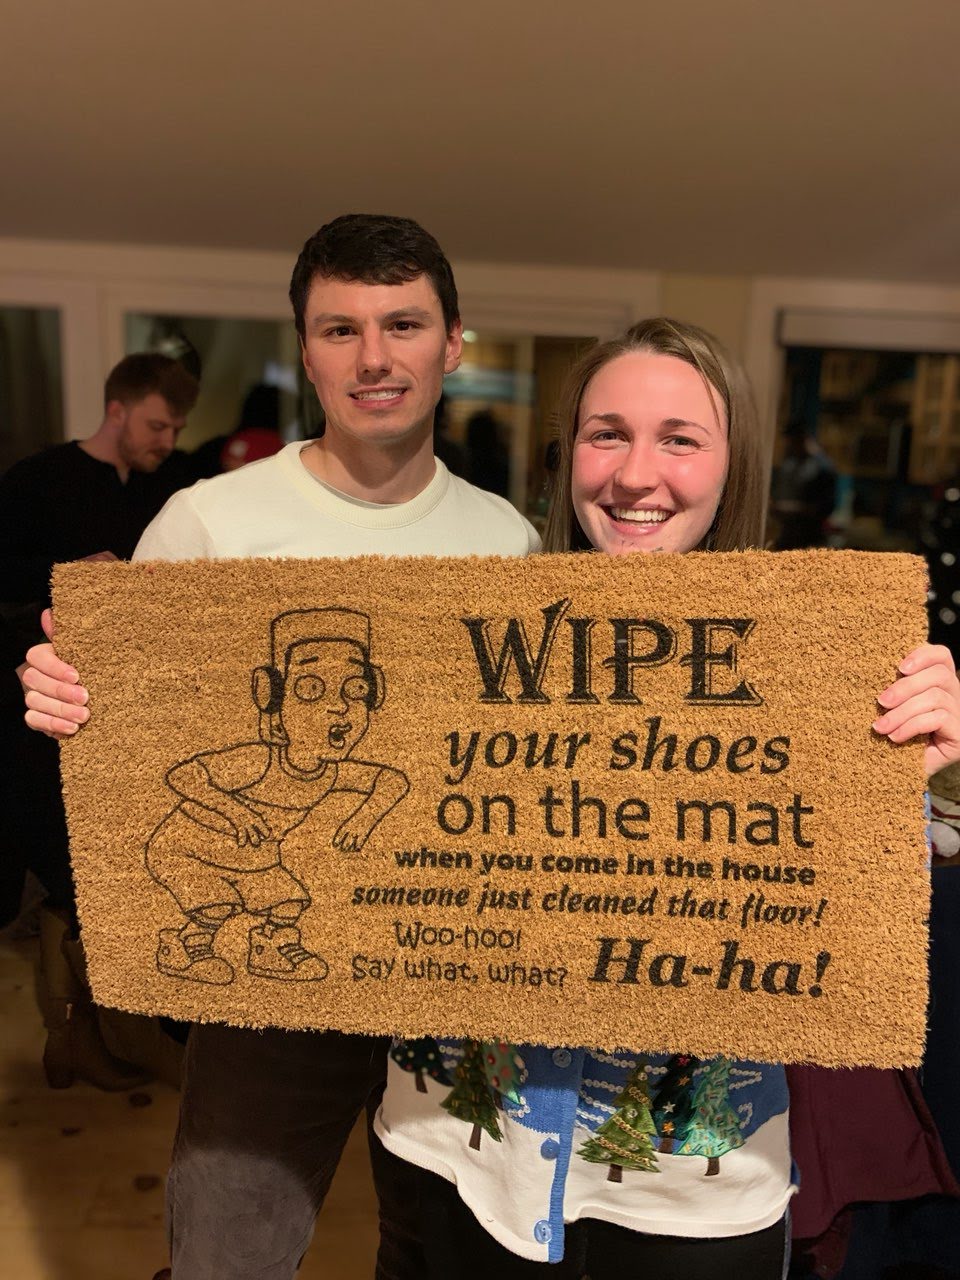 WIPE
your shoes
on the mat
when you come in the house
someone just cleaned that floor!
Woo-hoo!
Say what, what?
Ha-ha!